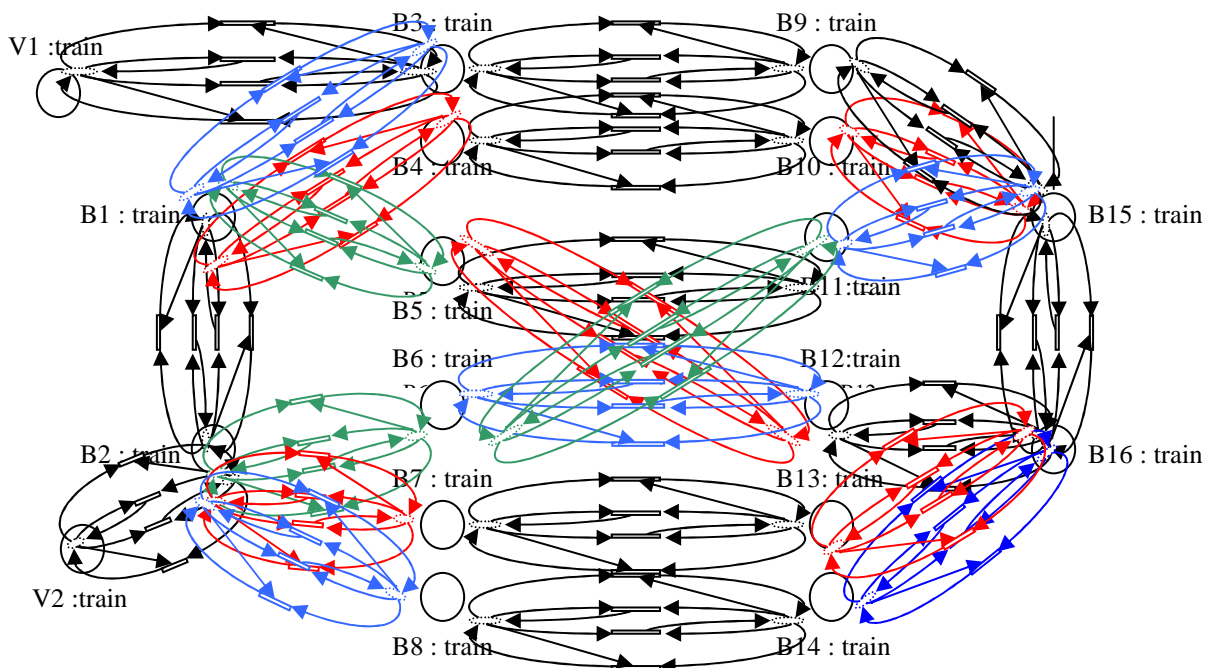 B3 : train
B9 : train
V1 :train
B4 : train
B10 : train
B1 : train
B15 : train
B5 : train
B11:train
B6 : train
B12:train
B2 : train
B7 : train
B13: train
B16 : train
V2 :train
B8 : train
B14 : train